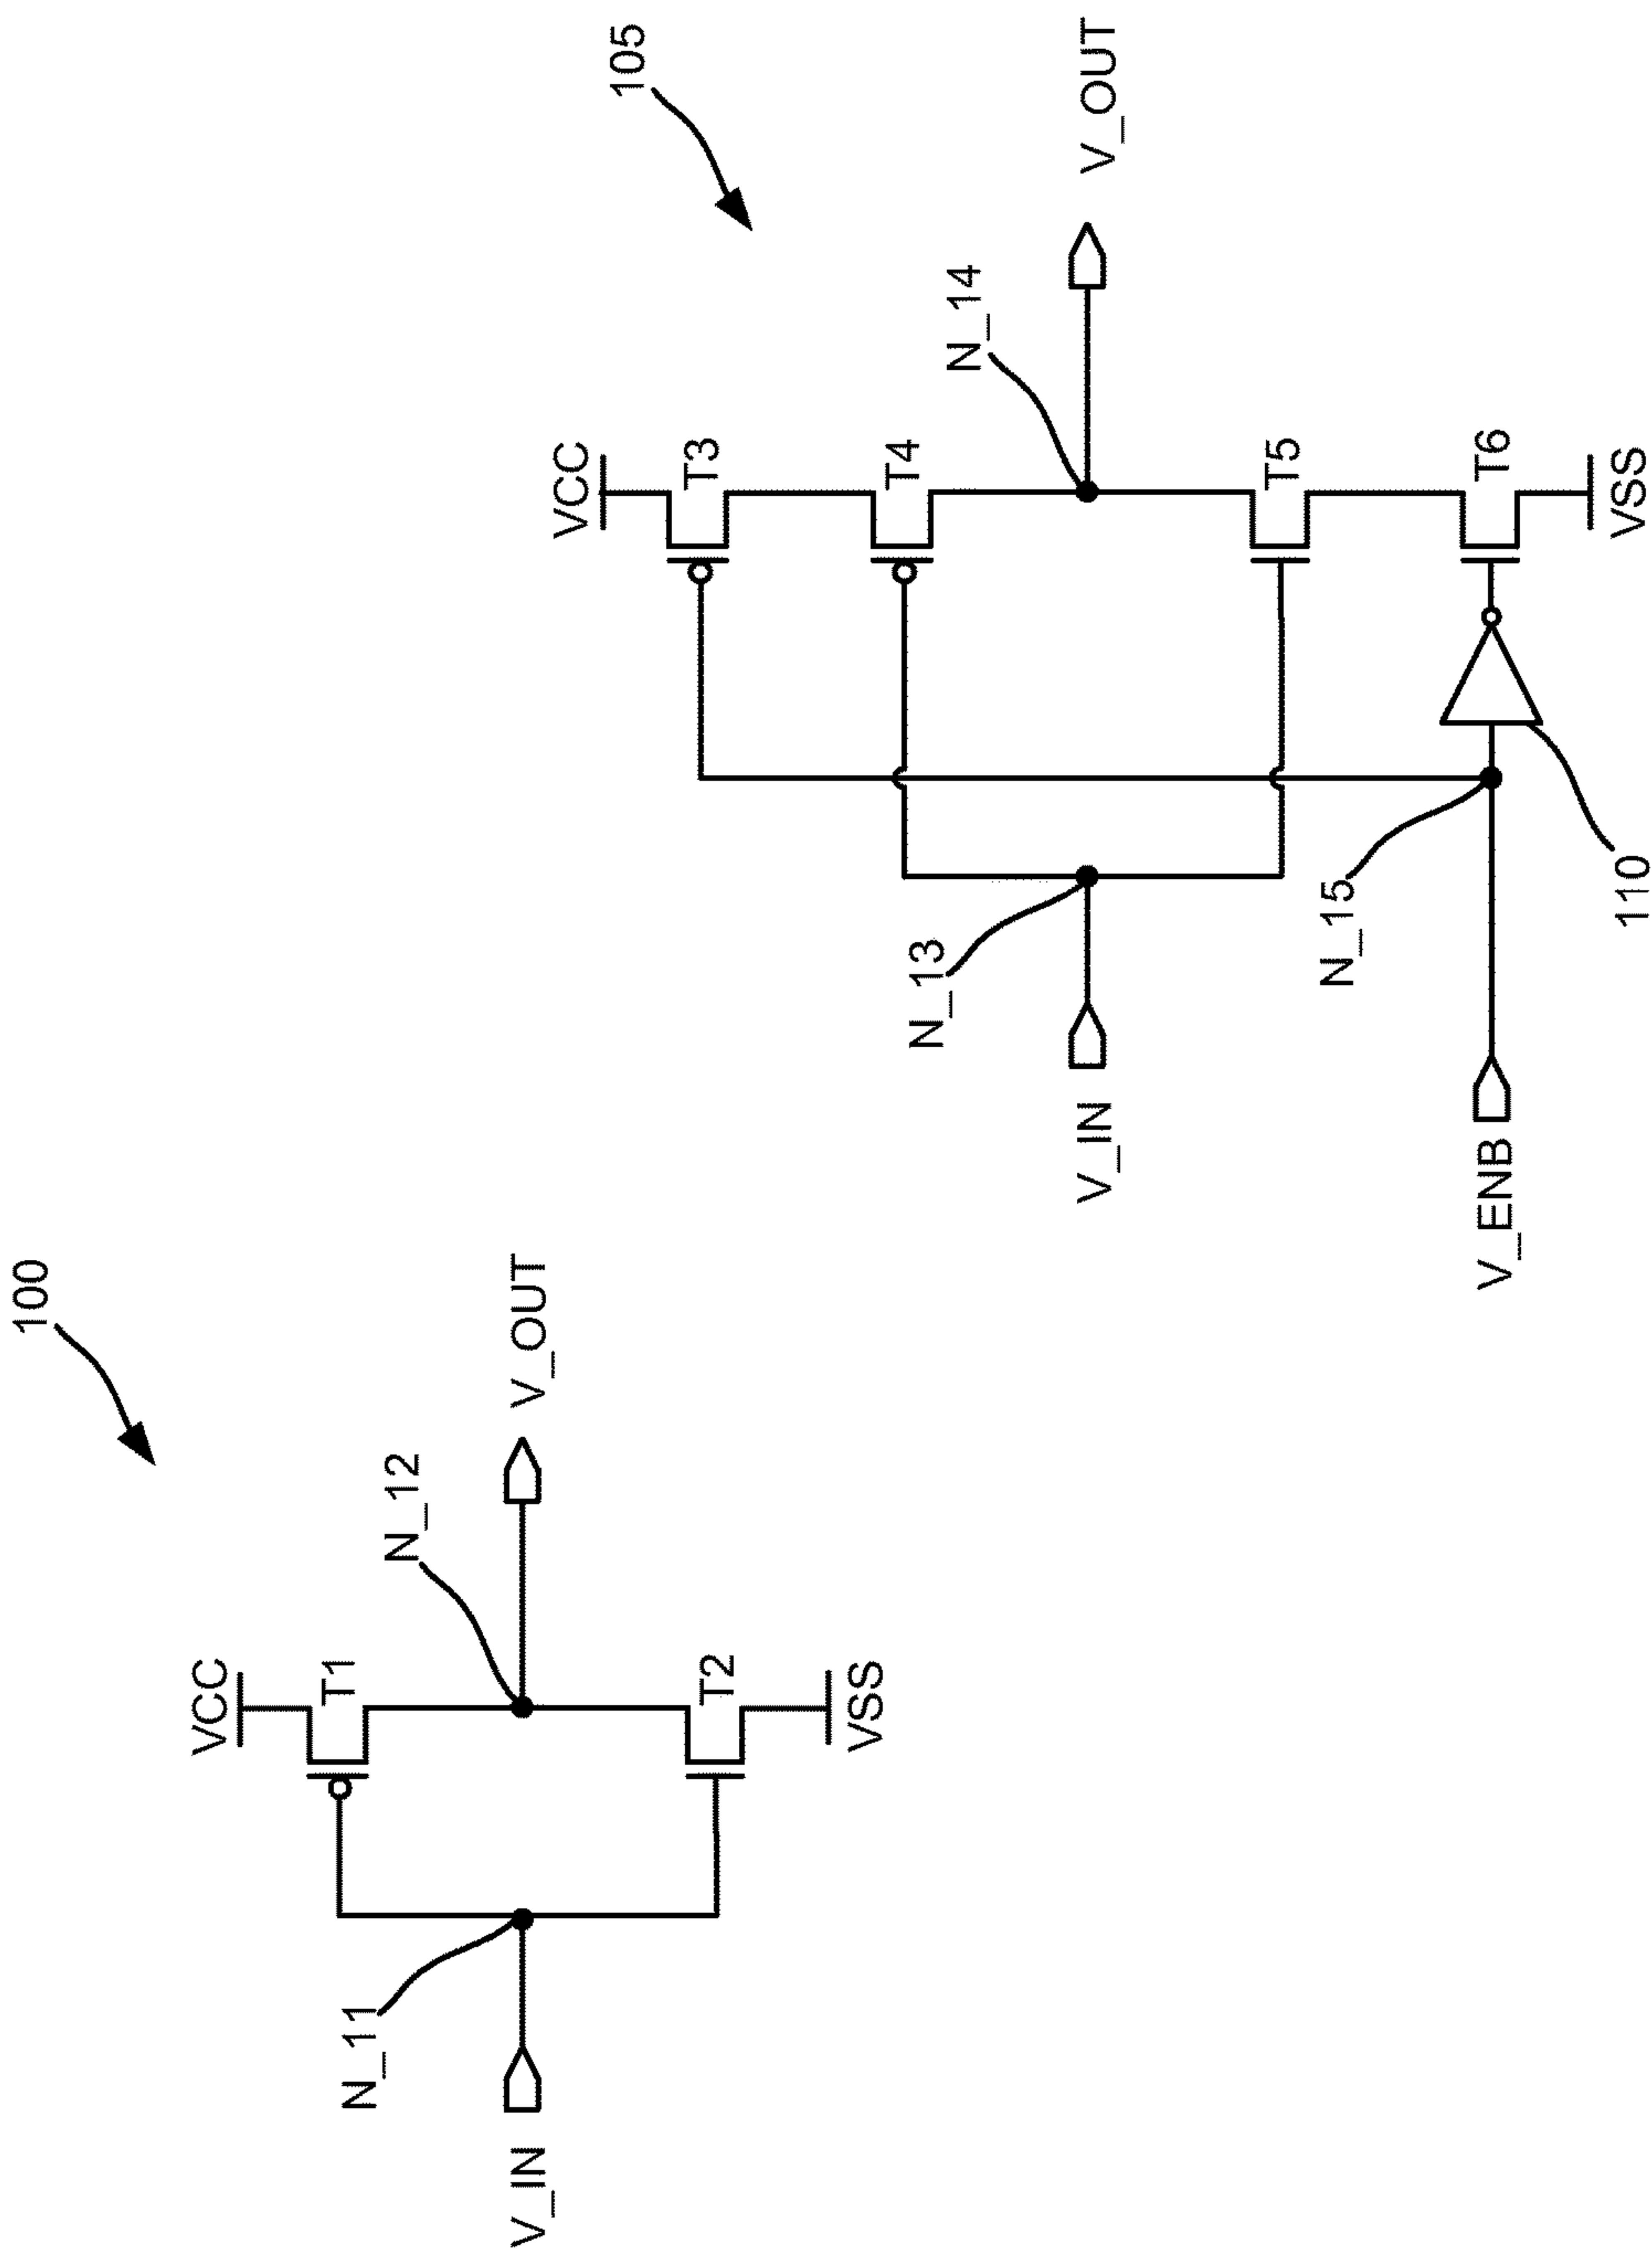 100
VCC
T1
N_12
N_11
V_IN
V_OUT
T2
VSS
105
VCC
T3
T4
N_14
N_13
V_IN
V_OUT
T5
N_15
T6
V_ENB
110
VSS